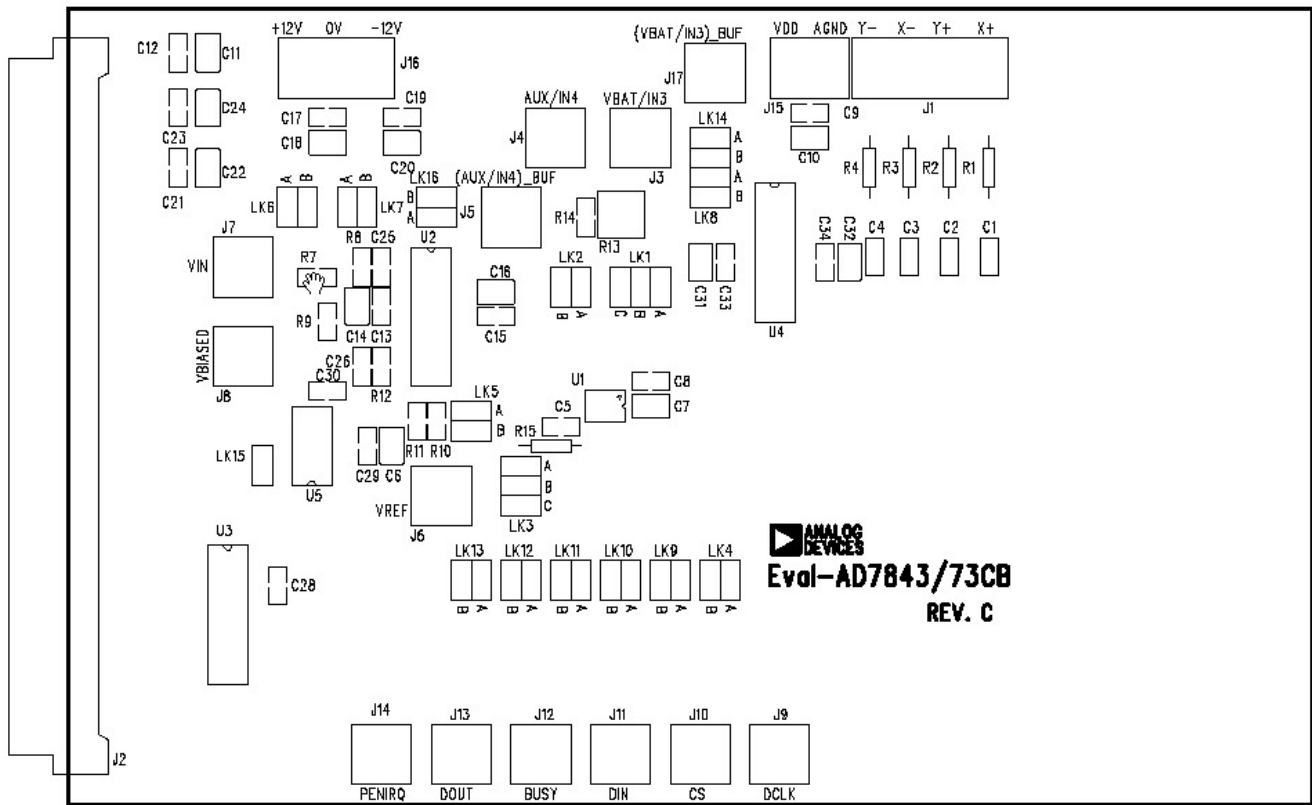 +12V 0V -12V
J16
C12
C11
(VBAT/IN3)_BUF
J17
VDD AGND Y- X- Y+ X+
J15
C9
J1
C24
C23
C17
C18
C19
C20
AUX/IN4
J4
VBAT/IN3
J3
LK14
A
B
A
B
LK8
C10
R4
R3
R2
R1
C22
C21
A B
LK6
A B
LK7
LK16
B
A
(AUX/IN4)_BUF
J5
R14
R13
J7
VIN
R7
R8
C25
U2
C16
C15
LK2
B A
LK1
C B A
C31
C33
U4
C34
C32
C4
C3
C2
C1
R9
C14
C13
VBIASED
J8
C26
C30
R12
U1
C8
C7
LK5
A
B
C5
R15
LK15
U5
C29
C6
R11
R10
VREF
J6
A
B
C
LK3
U3
C28
LK13
B A
LK12
B A
LK11
B A
LK10
B A
LK9
B A
LK4
B A
ANALOG
DEVICES
Eval-AD7843/73CB
REV. C
J2
J14
J13
J12
J11
J10
J9
PENIRQ DOUT BUSY DIN CS DCLK